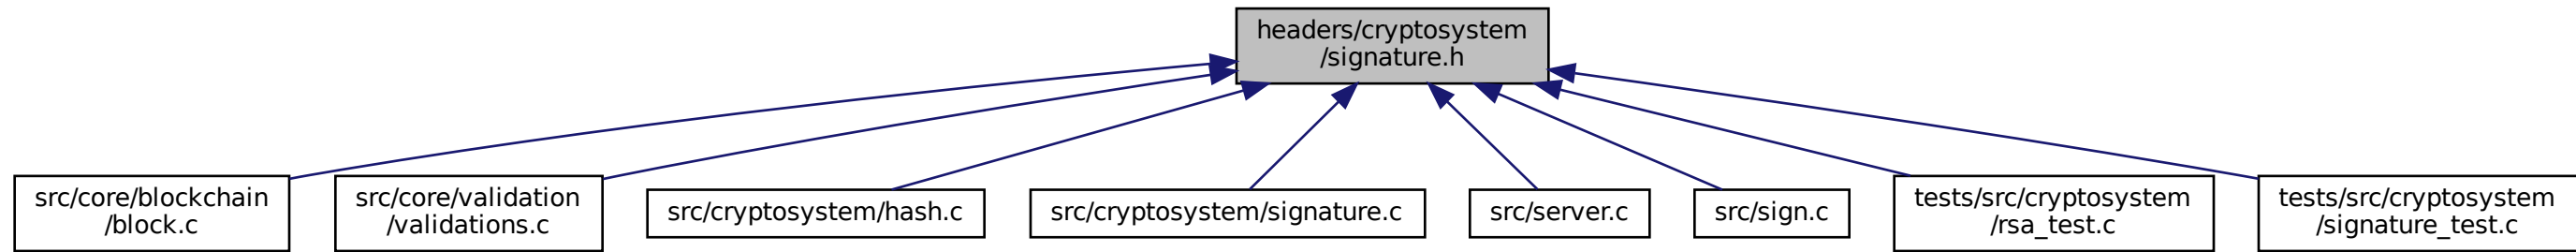 headers/cryptosystem
/signature.h
src/core/blockchain
/block.c
src/core/validation
/validations.c
src/cryptosystem/hash.c
src/cryptosystem/signature.c
src/server.c
src/sign.c
tests/src/cryptosystem
/rsa_test.c
tests/src/cryptosystem
/signature_test.c